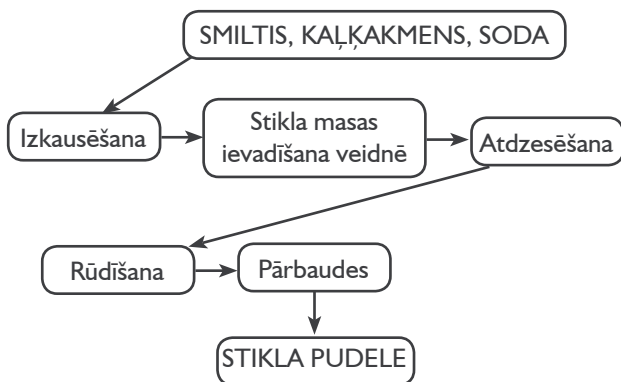 SMILTIS, KAĻĶAKMENS, SODA
Izkausēšana
Stikla masas
ievadīšana veidnē
Atdzesēšana
Rūdīšana
Pārbaudes
STIKLA PUDELE